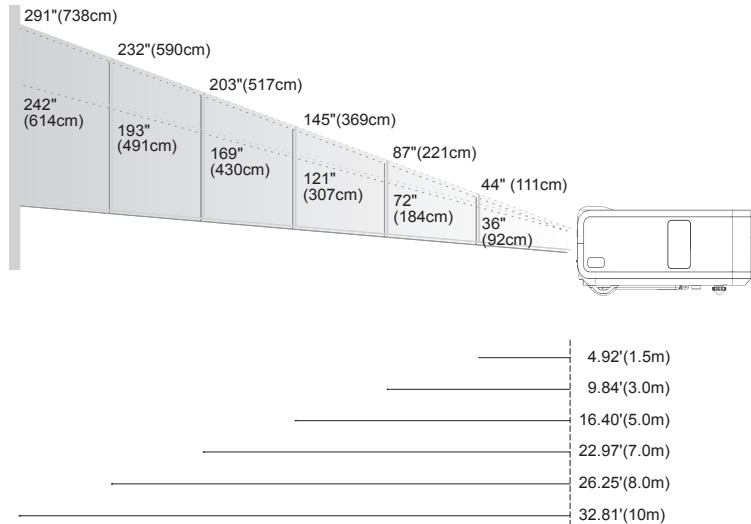 291"(738cm)
232"(590cm)
203"(517cm)
145"(369cm)
87"(221cm)
44" (111cm)
242"
(614cm)
193"
(491cm)
169"
(430cm)
121"
(307cm)
72"
(184cm)
36"
(92cm)
4.92'(1.5m)
9.84'(3.0m)
16.40'(5.0m)
22.97'(7.0m)
26.25'(8.0m)
32.81'(10m)